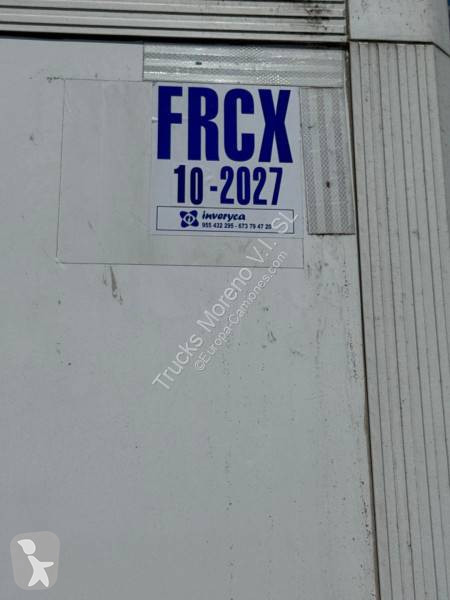 FRCX
10-2027
inveryca
955 432 295 - 673 79 47 25
Trucks Moreno V.I. SL
©Europa-Camiones.com